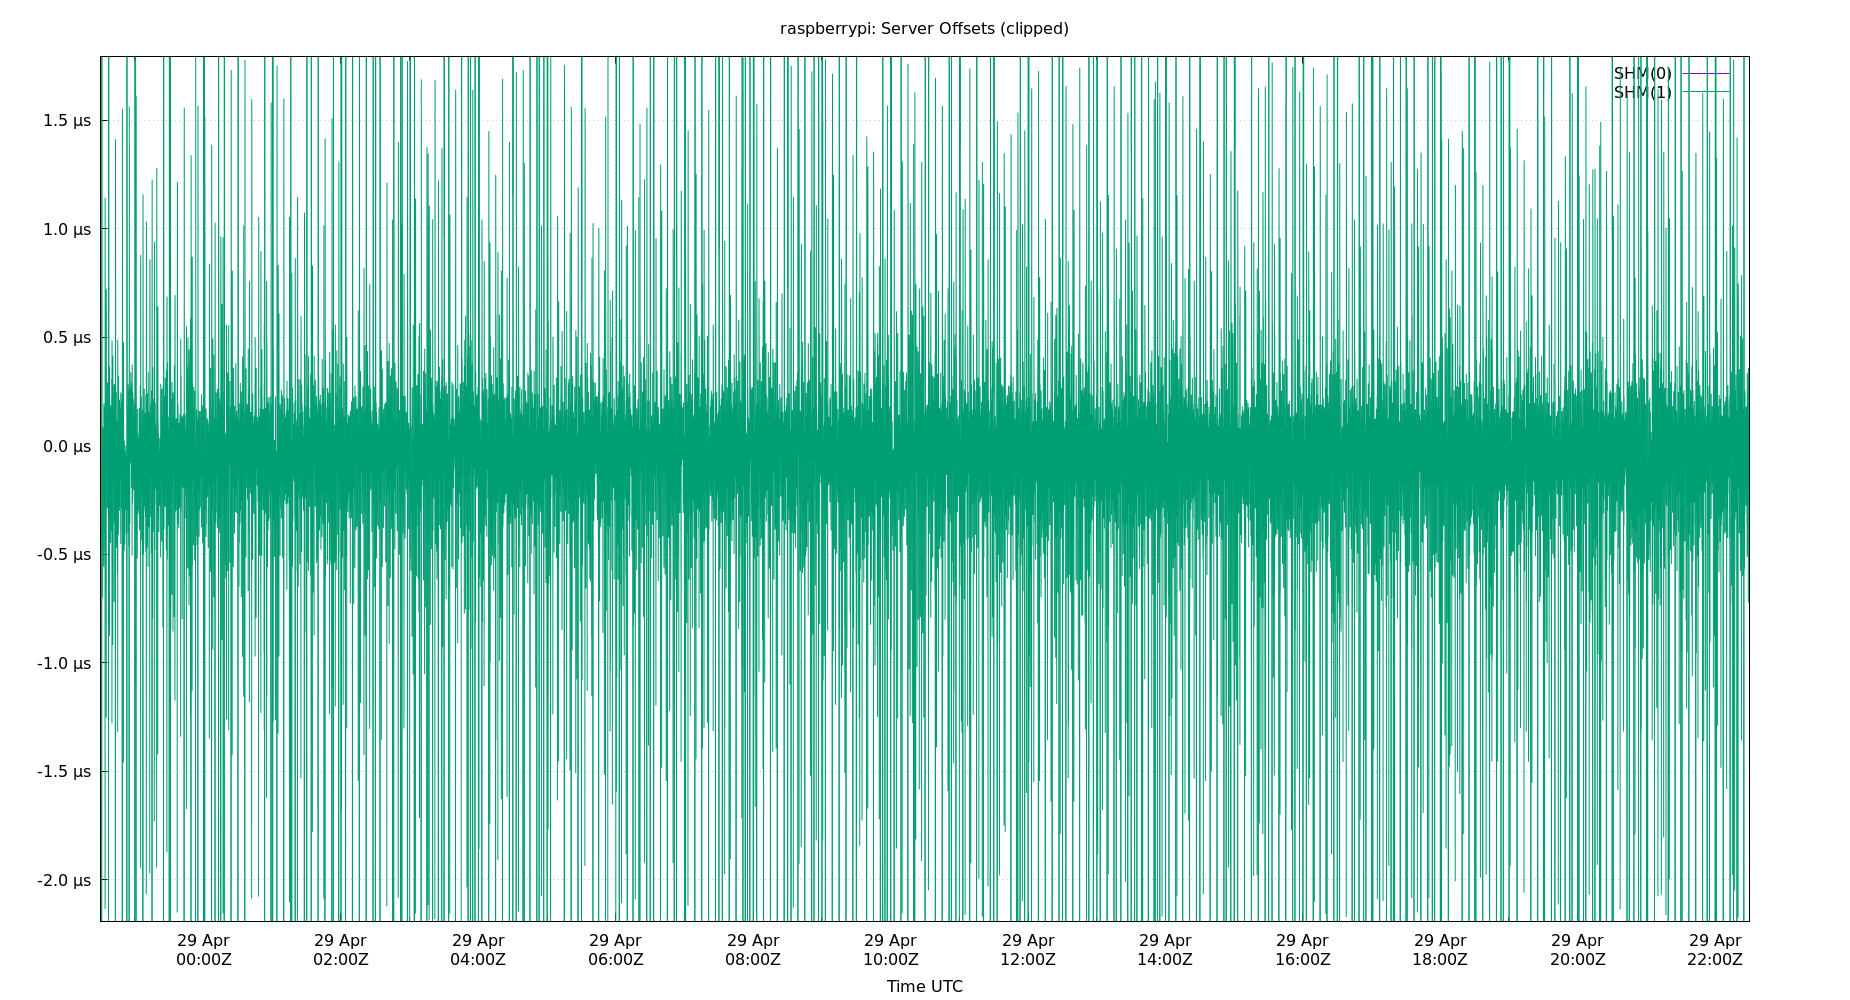 raspberrypi: Server Offsets (clipped)
SHM(0)
SHM(1)
1.5 µs
1.0 µs
0.5 µs
0.0 µs
-0.5 µs
-1.0 µs
-1.5 µs
-2.0 µs
29 Apr 29 Apr 29 Apr 29 Apr 29 Apr 29 Apr 29 Apr 29 Apr 29 Apr 29 Apr 29 Apr 29 Apr
00:00Z 02:00Z 04:00Z 06:00Z 08:00Z 10:00Z 12:00Z 14:00Z 16:00Z 18:00Z 20:00Z 22:00Z
Time UTC